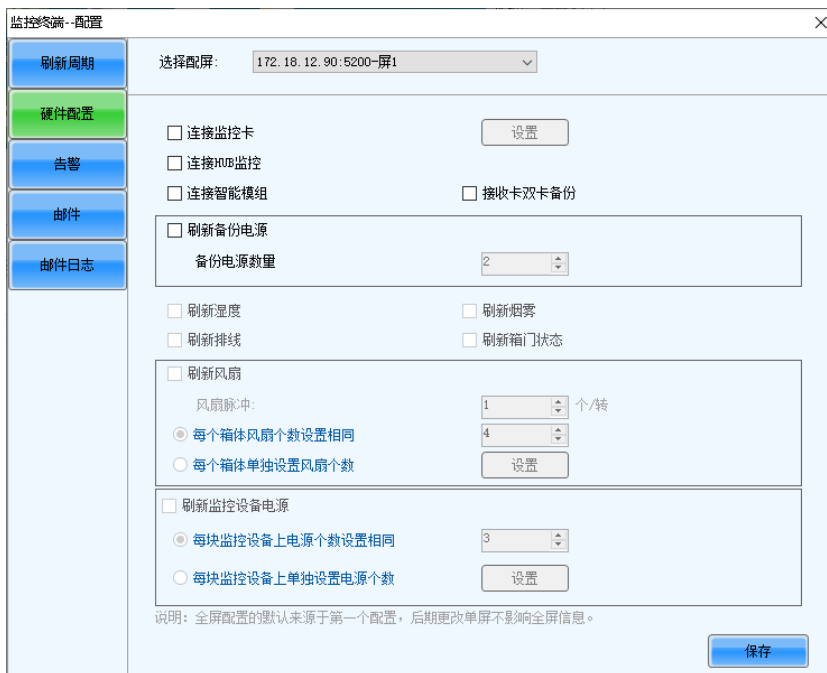 监控终端--配置
刷新周期
选择配屏: 172.18.12.90:5200-屏1
硬件配置
连接监控卡 设置
连接HUB监控
告警
连接智能模组 接收卡双卡备份
邮件
刷新备份电源
备份电源数量 2
邮件日志
刷新湿度 刷新烟雾
刷新排线 刷新箱门状态
刷新风扇
风扇脉冲: 1 个/转
每个箱体风扇个数设置相同 4
每个箱体单独设置风扇个数 设置
刷新监控设备电源
每块监控设备上电源个数设置相同 3
每块监控设备上单独设置电源个数 设置
说明: 全屏配置的默认来源于第一个配置，后期更改单屏不影响全屏信息。
保存